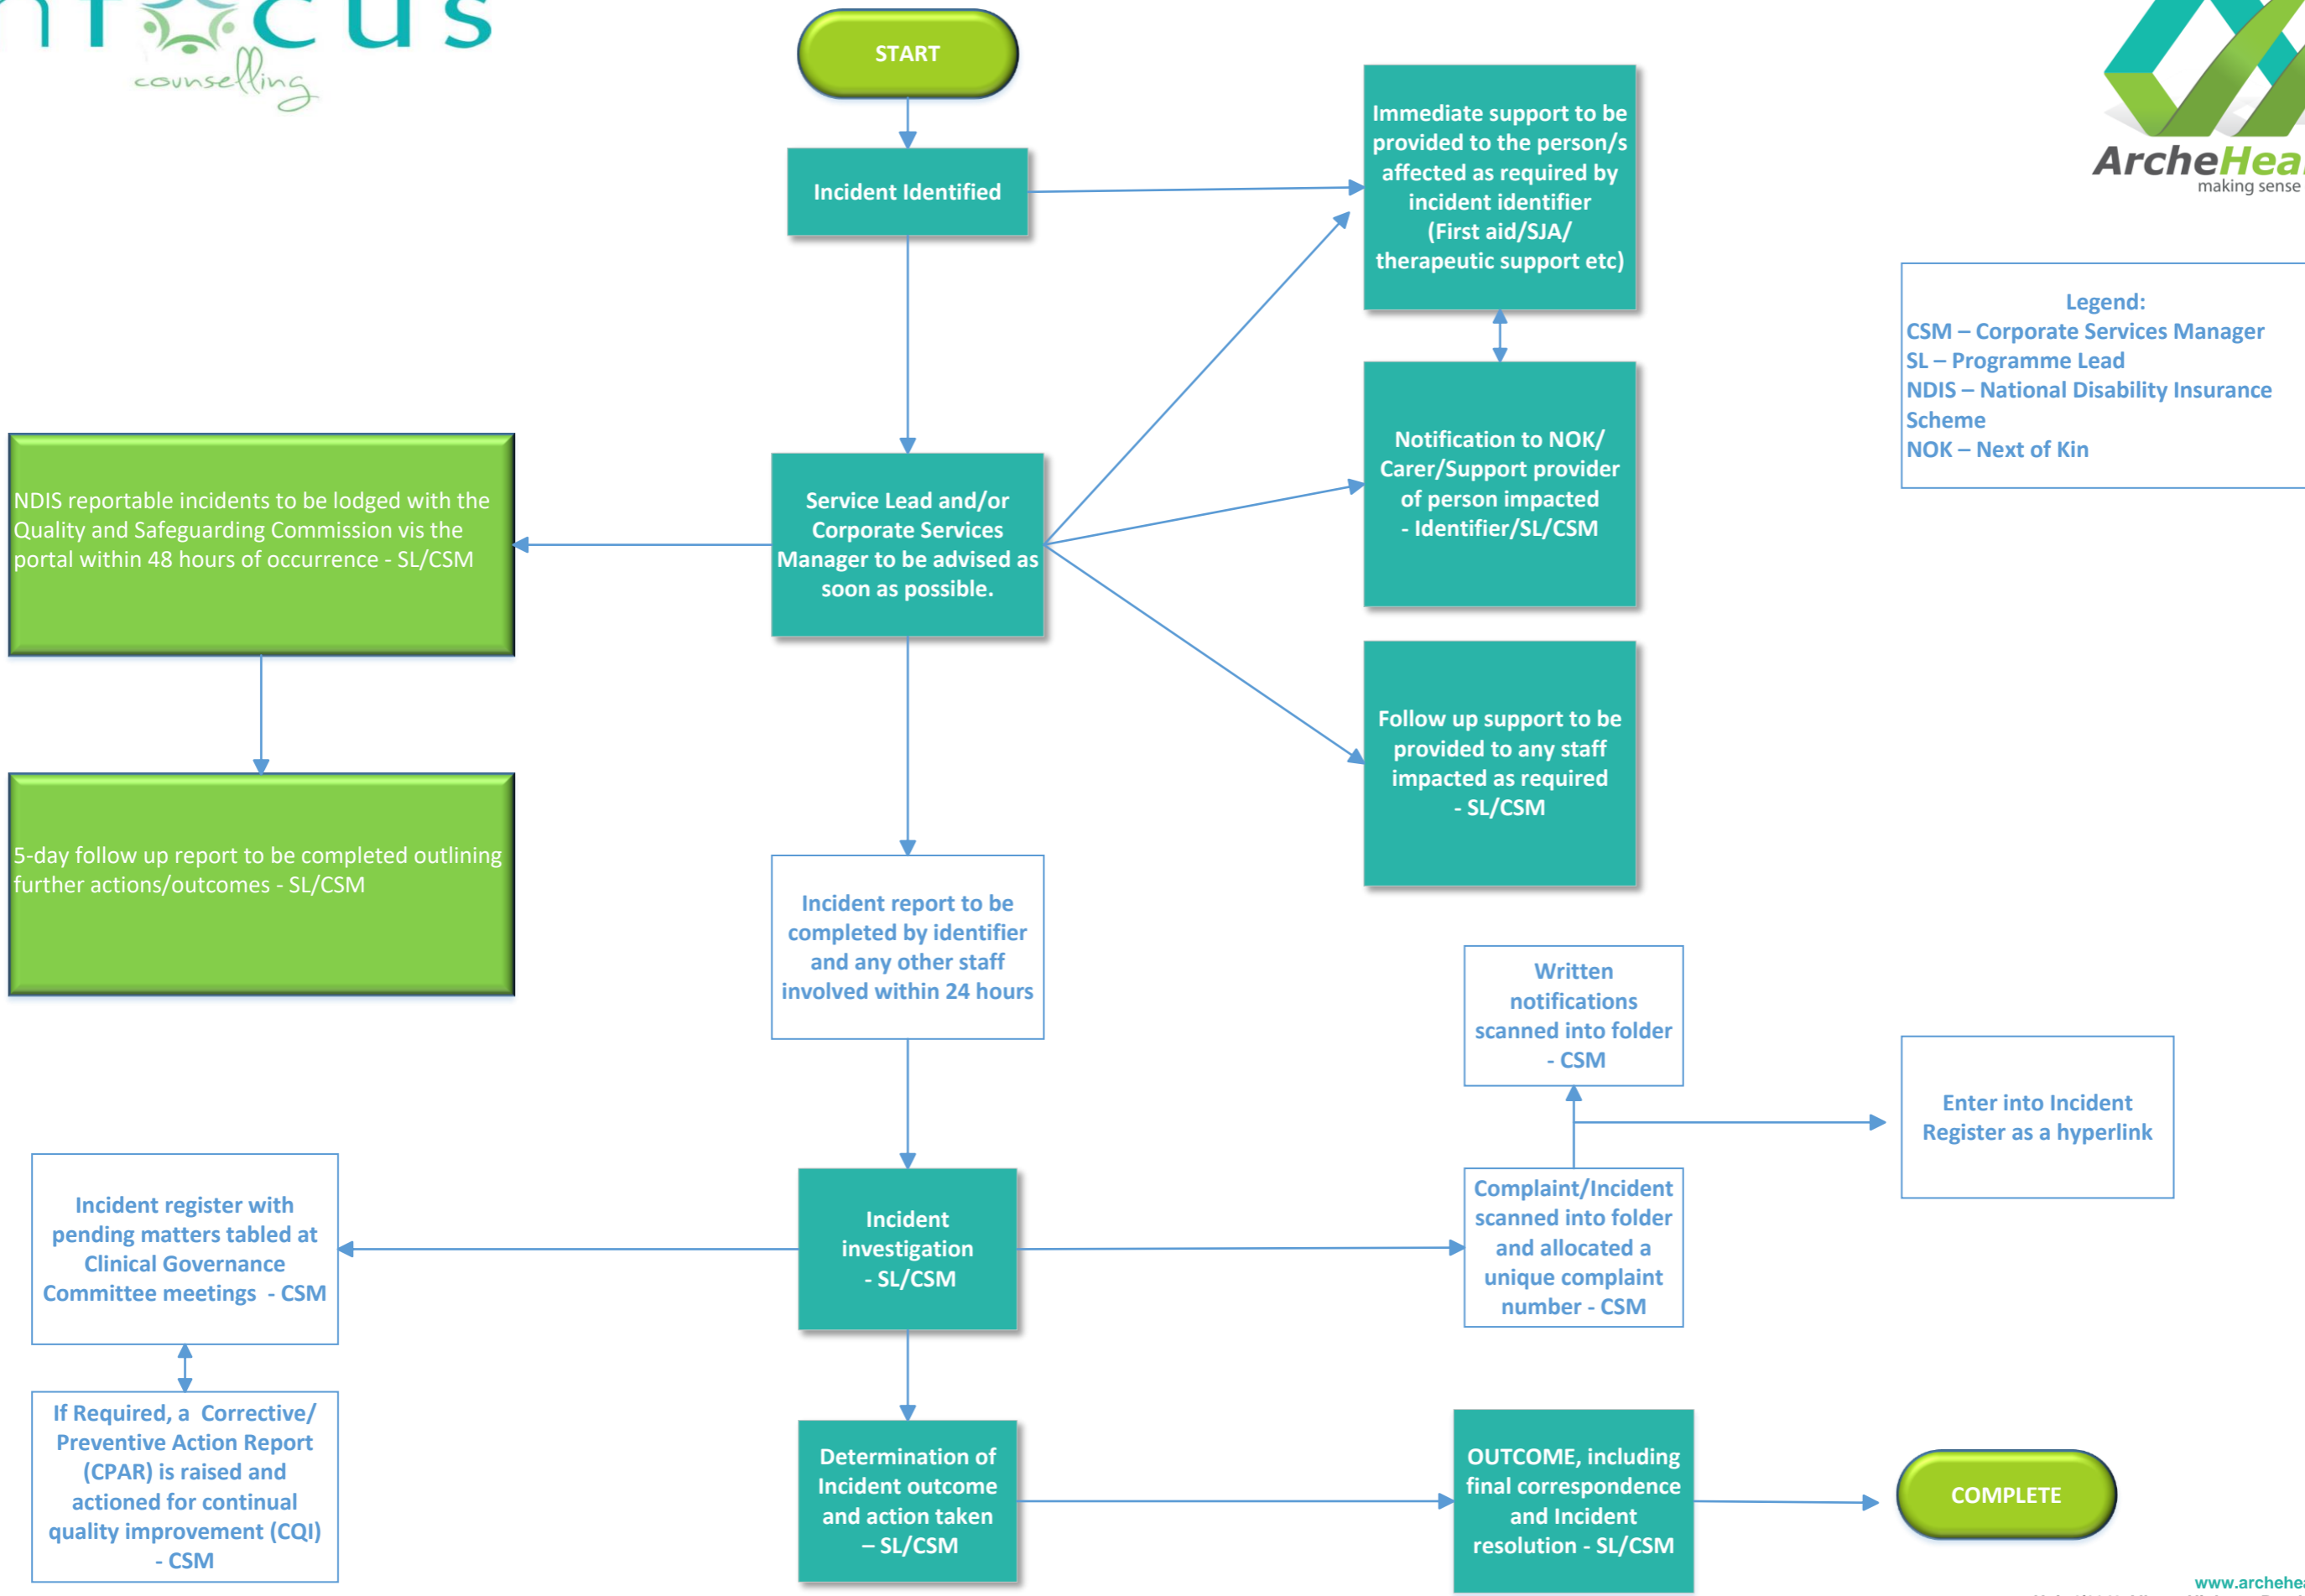 counselling
START
ArcheHea
making sense
Immediate support to be
provided to the person/s
affected as required by
incident identifier
(First aid/SJA/
therapeutic support etc)
Incident Identified
Legend:
CSM – Corporate Services Manager
SL – Programme Lead
NDIS – National Disability Insurance
Scheme
NOK – Next of Kin
Notification to NOK/
Carer/Support provider
of person impacted
- Identifier/SL/CSM
NDIS reportable incidents to be lodged with the
Quality and Safeguarding Commission vis the
portal within 48 hours of occurrence - SL/CSM
Service Lead and/or
Corporate Services
Manager to be advised as
soon as possible.
Follow up support to be
provided to any staff
impacted as required
- SL/CSM
5-day follow up report to be completed outlining
further actions/outcomes - SL/CSM
Incident report to be
completed by identifier
and any other staff
involved within 24 hours
Written
notifications
scanned into folder
- CSM
Enter into Incident
Register as a hyperlink
Incident register with
pending matters tabled at
Clinical Governance
Committee meetings  - CSM
Incident
investigation
- SL/CSM
Complaint/Incident
scanned into folder
and allocated a
unique complaint
number - CSM
If Required, a  Corrective/
Preventive Action Report
(CPAR) is raised and
actioned for continual
quality improvement (CQI)
- CSM
Determination of
Incident outcome
and action taken
– SL/CSM
OUTCOME, including
final correspondence
and Incident
resolution - SL/CSM
COMPLETE
www.archehea